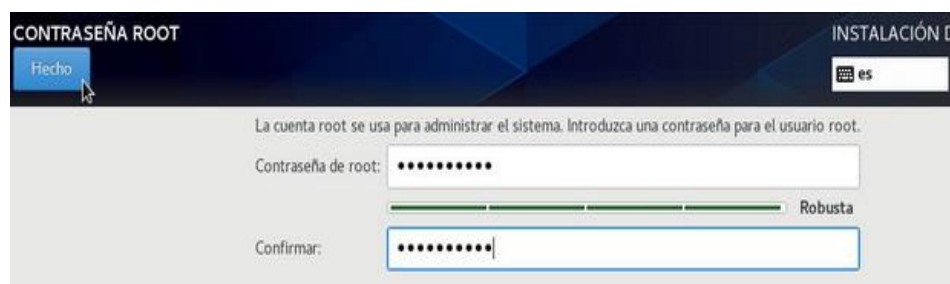 CONTRASEÑA ROOT
INSTALACIÓN D
Hecho
es
La cuenta root se usa para administrar el sistema. Introduzca una contraseña para el usuario root.
Contraseña de root: ••••••••••
Robusta
Confirmar: ••••••••••